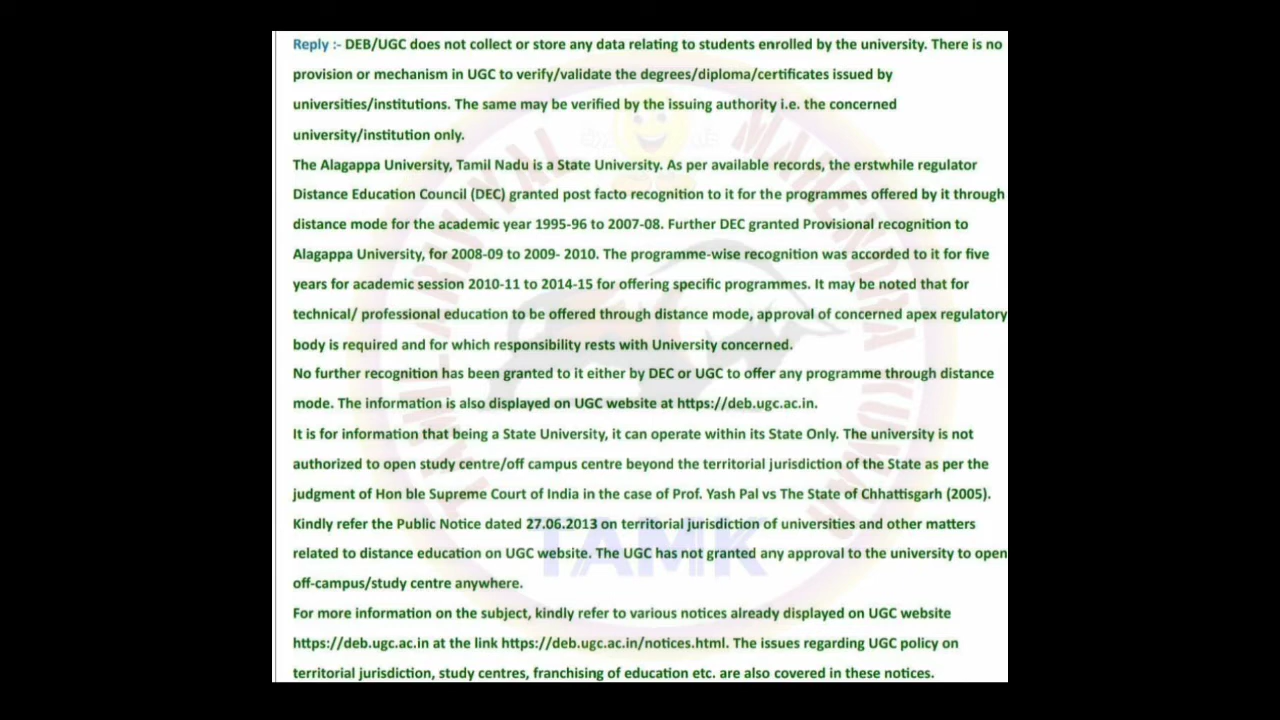 Reply :- DEB/UGC does not collect or store any data relating to students enrolled by the university. There is no
provision or mechanism in UGC to verify/validate the degrees/diploma/certificates issued by
universities/institutions. The same may be verified by the issuing authority i.e. the concerned
university/institution only.
The Alagappa University, Tamil Nadu is a State University. As per available records, the erstwhile regulator
Distance Education Council (DEC) granted post facto recognition to it for the programmes offered by it through
distance mode for the academic year 1995-96 to 2007-08. Further DEC granted Provisional recognition to
Alagappa University, for 2008-09 to 2009- 2010. The programme-wise recognition was accorded to it for five
years for academic session 2010-11 to 2014-15 for offering specific programmes. It may be noted that for
technical/ professional education to be offered through distance mode, approval of concerned apex regulatory
body is required and for which responsibility rests with University concerned.
No further recognition has been granted to it either by DEC or UGC to offer any programme through distance
mode. The information is also displayed on UGC website at https://deb.ugc.ac.in.
It is for information that being a State University, it can operate within its State Only. The university is not
authorized to open study centre/off campus centre beyond the territorial jurisdiction of the State as per the
judgment of Hon ble Supreme Court of India in the case of Prof. Yash Pal vs The State of Chhattisgarh (2005).
Kindly refer the Public Notice dated 27.06.2013 on territorial jurisdiction of universities and other matters
related to distance education on UGC website. The UGC has not granted any approval to the university to open
off-campus/study centre anywhere.
For more information on the subject, kindly refer to various notices already displayed on UGC website
https://deb.ugc.ac.in at the link https://deb.ugc.ac.in/notices.html. The issues regarding UGC policy on
territorial jurisdiction, study centres, franchising of education etc. are also covered in these notices.
TAMK